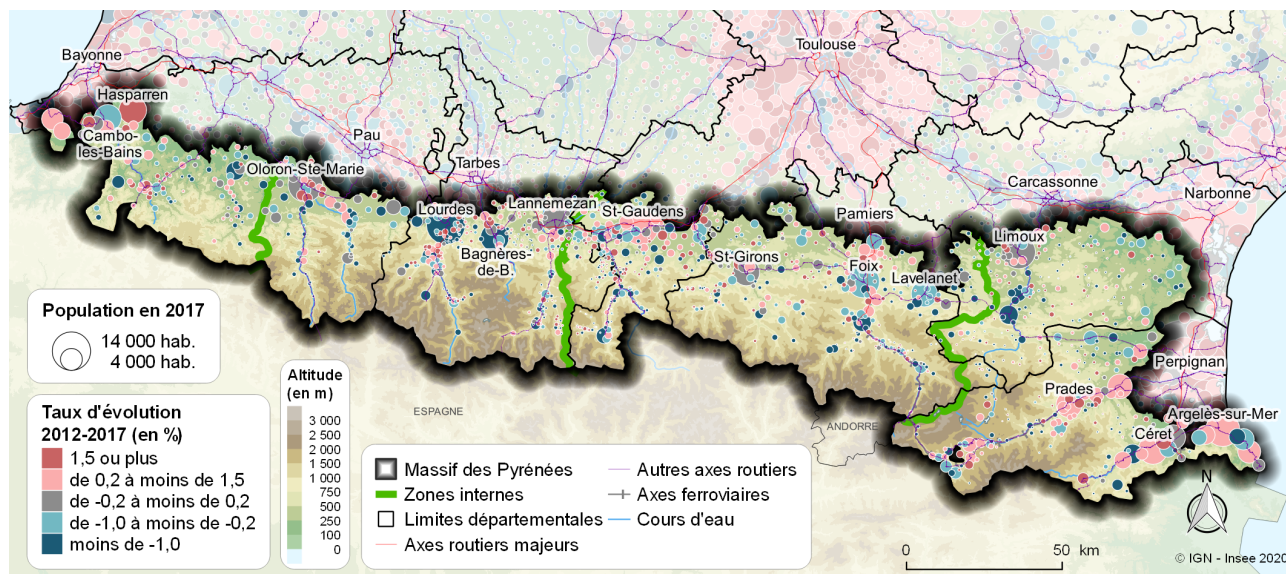 Toulouse
Bayonne
Hasparren
Cambo-
les-Bains
Pau
Tarbes
Oloron-Ste-Marie
Carcassonne
Narbonne
Lourdes
Lannemezan
St-Gaudens
Pamiers
Limoux
Bagnères-
de-B.
St-Girons
Foix
Lavelanet
Perpignan
Prades
Argelès-sur-Mer
Céret
ESPAGNE
ANDORRE
Population en 2017
14 000 hab.
4 000 hab.
Taux d'évolution
2012-2017 (en %)
1,5 ou plus
de 0,2 à moins de 1,5
de -0,2 à moins de 0,2
de -1,0 à moins de -0,2
moins de -1,0
Altitude
(en m)
3 000
2 500
2 000
1 500
1 000
750
500
250
100
0
Massif des Pyrénées
Zones internes
Limites départementales
Axes routiers majeurs
Autres axes routiers
Axes ferroviaires
Cours d'eau
N
0 50 km
© IGN - Insee 2020